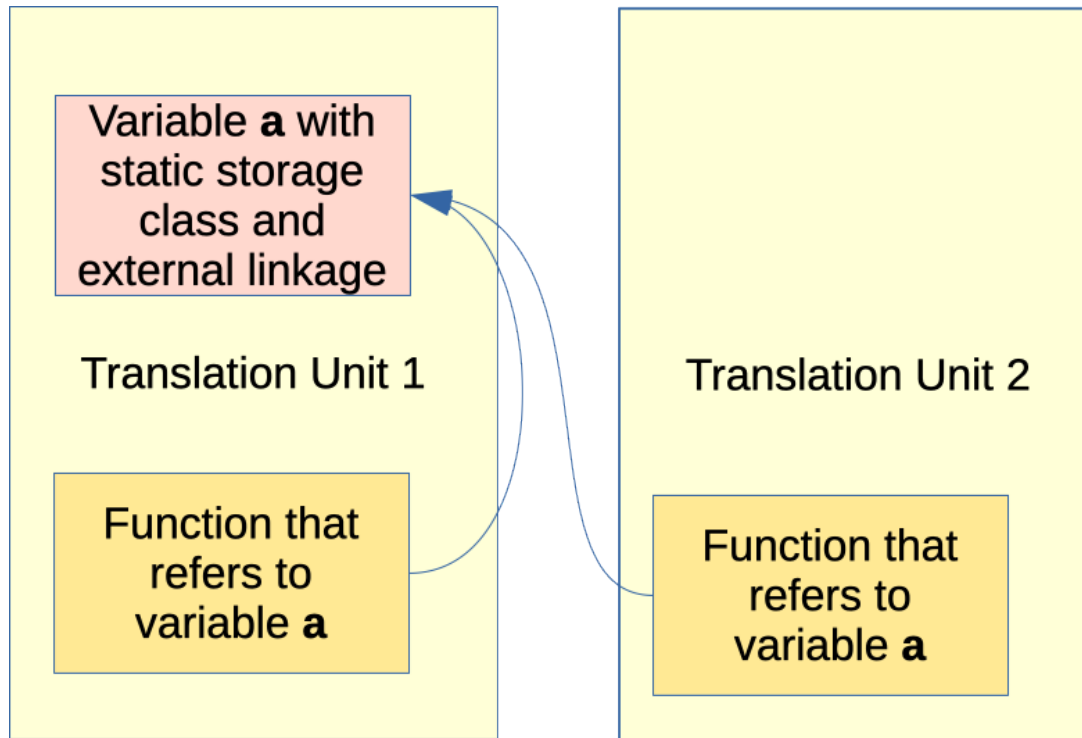 Variable a with
static storage
class and
external linkage
Translation Unit 1
Function that
refers to
variable a
Translation Unit 2
Function that
refers to
variable a